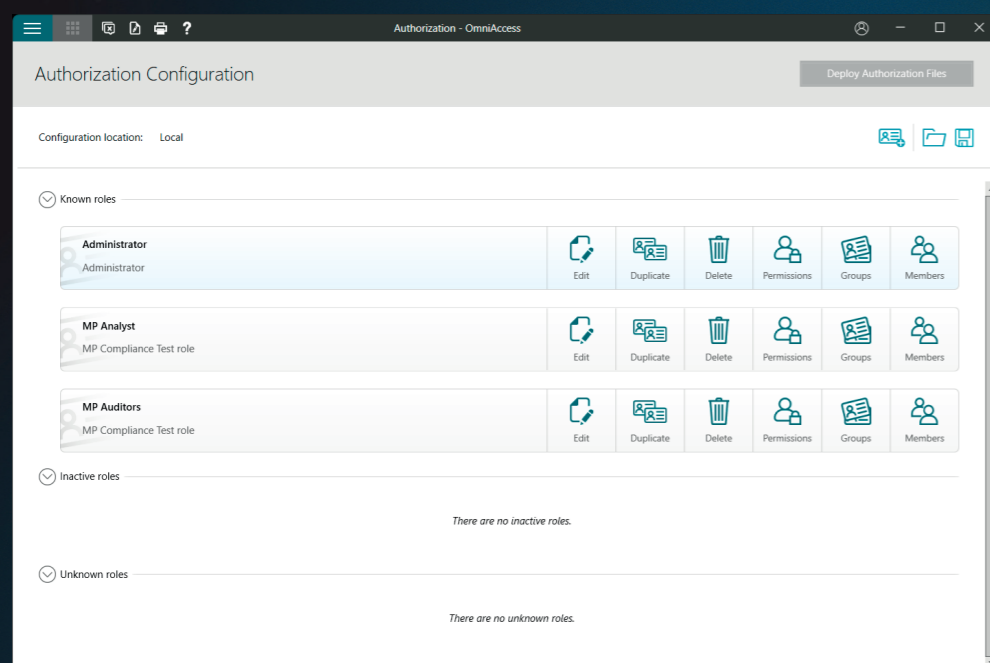 Authorization - OmniAccess
Authorization Configuration
Deploy Authorization Files
Configuration location: Local
Known roles
Administrator
Administrator
Edit Duplicate Delete Permissions Groups Members
MP Analyst
MP Compliance Test role
Edit Duplicate Delete Permissions Groups Members
MP Auditors
MP Compliance Test role
Edit Duplicate Delete Permissions Groups Members
Inactive roles
There are no inactive roles.
Unknown roles
There are no unknown roles.